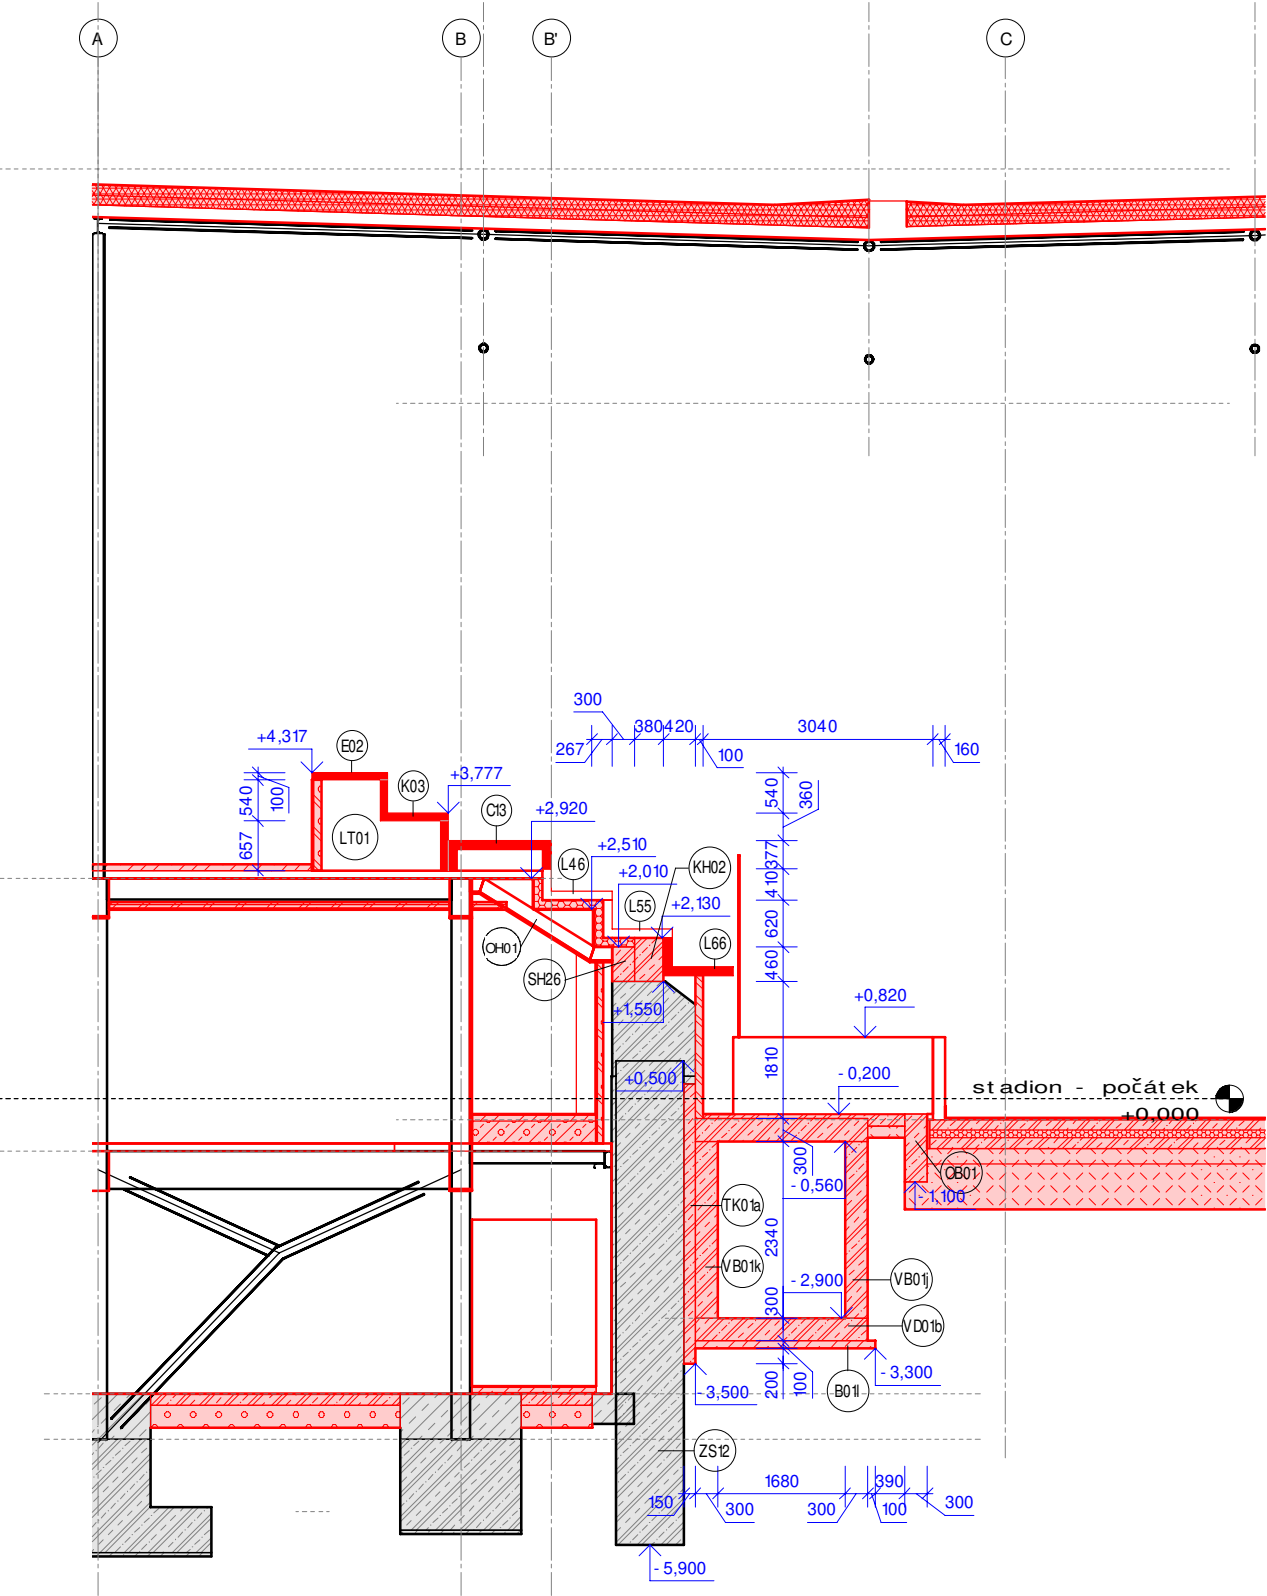 A
B
B'
C
300
380
420
3040
267
100
160
+4,317
E02
+3,777
K03
540
100
657
LT01
C13
+2,920
540
360
+2,510
377
L46
+2,010
KH02
410
L55
+2,130
620
OH01
L66
460
SH26
+0,820
+1,550
1810
+0,500
- 0,200
stadion - počátek
+0,000
300
- 0,560
OB01
- 1,100
TK01a
2340
VB01k
- 2,900
VB01j
300
VD01b
- 3,300
200
100
B01l
- 3,500
ZS12
1680
390
150
300
300
100
300
- 5,900